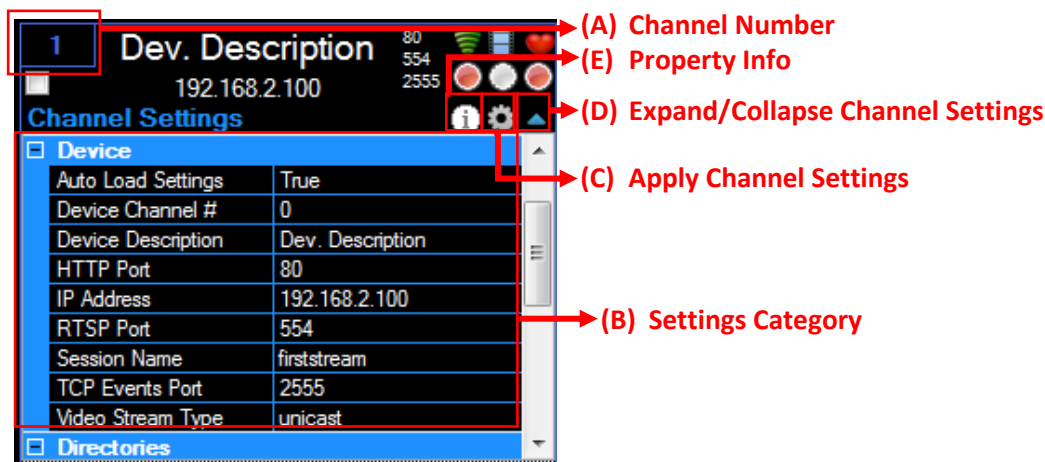 1 Dev. Description 80
554
192.168.2.100 2555
Channel Settings
Device
Auto Load Settings True
Device Channel # 0
Device Description Dev. Description
HTTP Port 80
IP Address 192.168.2.100
RTSP Port 554
Session Name firststream
TCP Events Port 2555
Video Stream Type unicast
Directories
(A) Channel Number
(E) Property Info
(D) Expand/Collapse Channel Settings
(C) Apply Channel Settings
(B) Settings Category